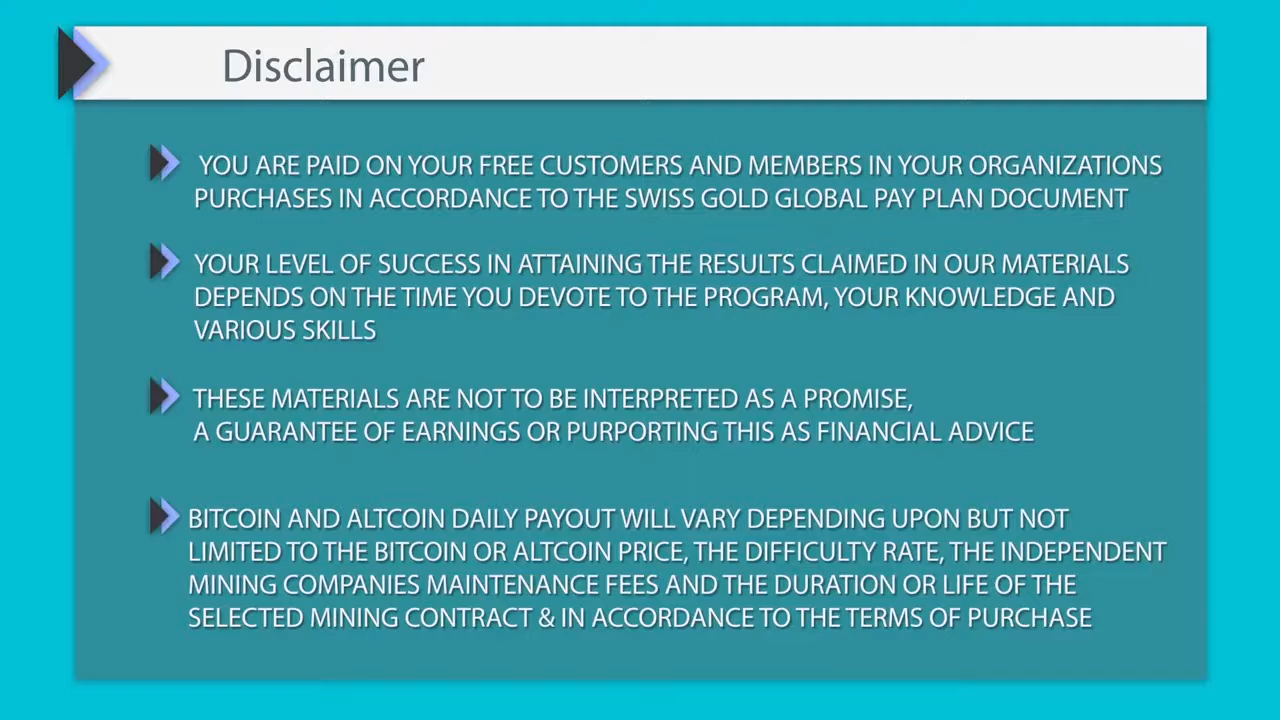 Disclaimer
YOU ARE PAID ON YOUR FREE CUSTOMERS AND MEMBERS IN YOUR ORGANIZATIONS
PURCHASES IN ACCORDANCE TO THE SWISS GOLD GLOBAL PAY PLAN DOCUMENT
YOUR LEVEL OF SUCCESS IN ATTAINING THE RESULTS CLAIMED IN OUR MATERIALS
DEPENDS ON THE TIME YOU DEVOTE TO THE PROGRAM, YOUR KNOWLEDGE AND
VARIOUS SKILLS
THESE MATERIALS ARE NOT TO BE INTERPRETED AS A PROMISE,
A GUARANTEE OF EARNINGS OR PURPORTING THIS AS FINANCIAL ADVICE
BITCOIN AND ALTCOIN DAILY PAYOUT WILL VARY DEPENDING UPON BUT NOT
LIMITED TO THE BITCOIN OR ALTCOIN PRICE, THE DIFFICULTY RATE, THE INDEPENDENT
MINING COMPANIES MAINTENANCE FEES AND THE DURATION OR LIFE OF THE
SELECTED MINING CONTRACT & IN ACCORDANCE TO THE TERMS OF PURCHASE